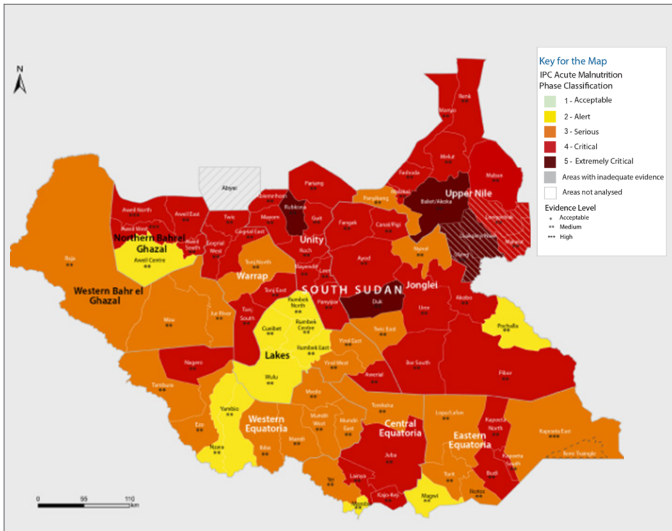 N
Key for the Map
IPC Acute Malnutrition
Phase Classification
1 - Acceptable
2 - Alert
3 - Serious
4 - Critical
5 - Extremely Critical
Areas with inadequate evidence
Areas not analysed
Evidence Level
* Acceptable
** Medium
*** High
Renk
Manyo
Melut
Fashoda
Maban
Malakal
Upper Nile
Baliet/Akoka
Longochuk
Maiwut
Ulang
Abyei
Pariang
Panyikang
Rubkona
Guit
Fangak
Canal/Pigi
Nyirol
Aweil North
Aweil East
Twic
Mayom
Aweil West
Aweil South
Gogrial West
Gogrial East
Northern Bahr el
Ghazal
Aweil Centre
Unity
Koch
Mayendit
Leer
Ayod
Warrap
Tonj North
Raja
SOUTH SUDAN
Jonglei
Western Bahr el
Ghazal
Tonj East
Rumbek
North
Panyijiar
Duk
Uror
Akobo
Wau
Jur River
Tonj
South
Cueibet
Rumbek
Centre
Twic East
Pochalla
Lakes
Rumbek East
Yirol East
Yirol West
Wulu
Nagero
Awerial
Bor South
Pibor
Tambura
Mvolo
Yambio
Ezo
Western
Equatoria
Mundri
West
Mundri
East
Terekeka
Central
Equatoria
Lopa/Lafon
Eastern
Equatoria
Kapoeta
North
Kapoeta East
Ilemi Triangle
Nzara
Ibba
Maridi
Juba
Kapoeta
South
Torit
Budi
Yei
Lainya
Kajo-Keji
Morobo
Magwi
Ikotos
0 55 110
km